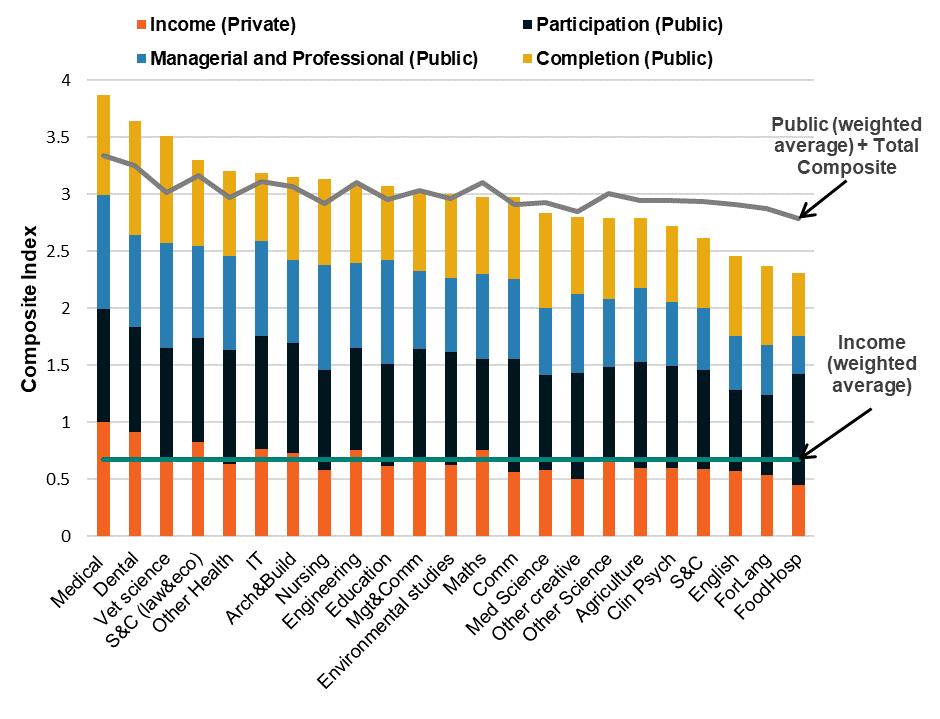 Income (Private)
Participation (Public)
Managerial and Professional (Public)
Completion (Public)
Composite Index
4
3.5
3
2.5
2
1.5
1
0.5
0
Public (weighted
average) + Total
Composite
Income
(weighted
average)
Medical
Dental
Vet science
S&C (law&eco)
Other Health
IT
Arch&Build
Nursing
Engineering
Education
Mgt&Comm
Environmental studies
Maths
Comm
Med Science
Other creative
Other Science
Agriculture
Clin Psych
S&C
English
ForLang
FoodHosp